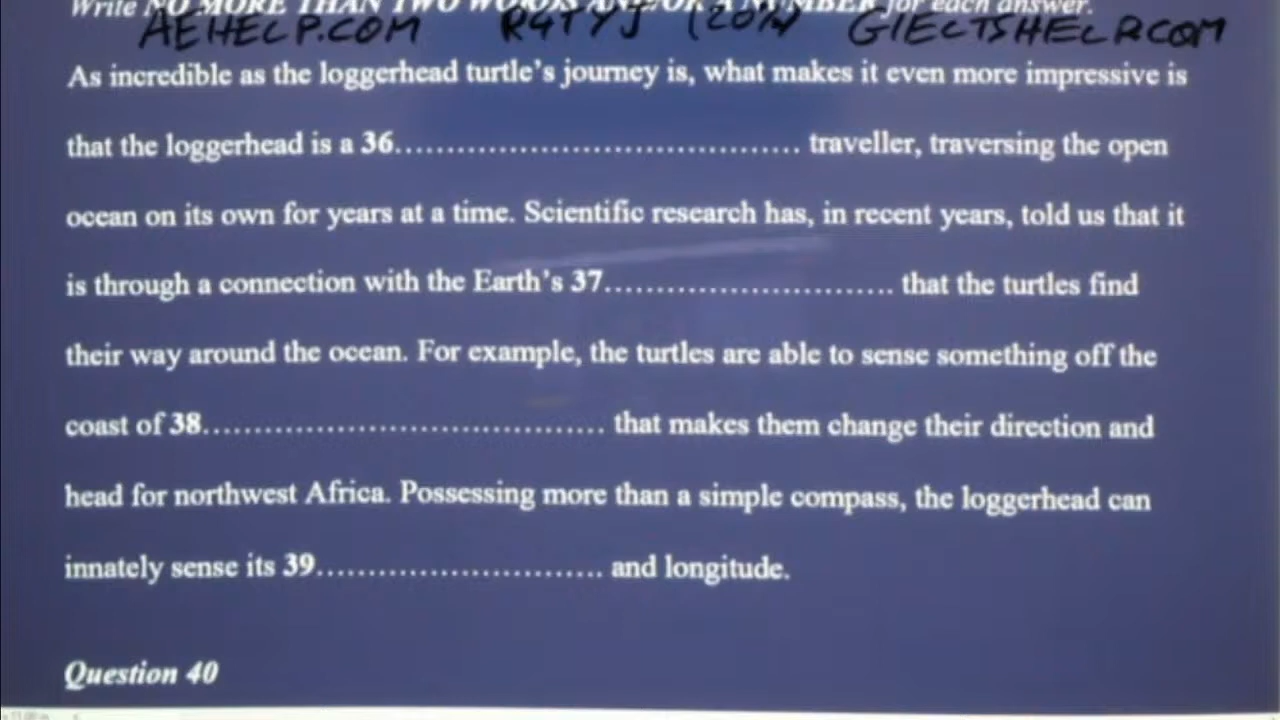 Write NO MORE THAN TWO WORDS AND/OR A NUMBER for each answer.
AEHELP.COM R4TYJ (20%) GIELTSHELP.COM
As incredible as the loggerhead turtle's journey is, what makes it even more impressive is
that the loggerhead is a 36.................................... traveller, traversing the open
ocean on its own for years at a time. Scientific research has, in recent years, told us that it
is through a connection with the Earth's 37.......................... that the turtles find
their way around the ocean. For example, the turtles are able to sense something off the
coast of 38.................................... that makes them change their direction and
head for northwest Africa. Possessing more than a simple compass, the loggerhead can
innately sense its 39.......................... and longitude.
Question 40